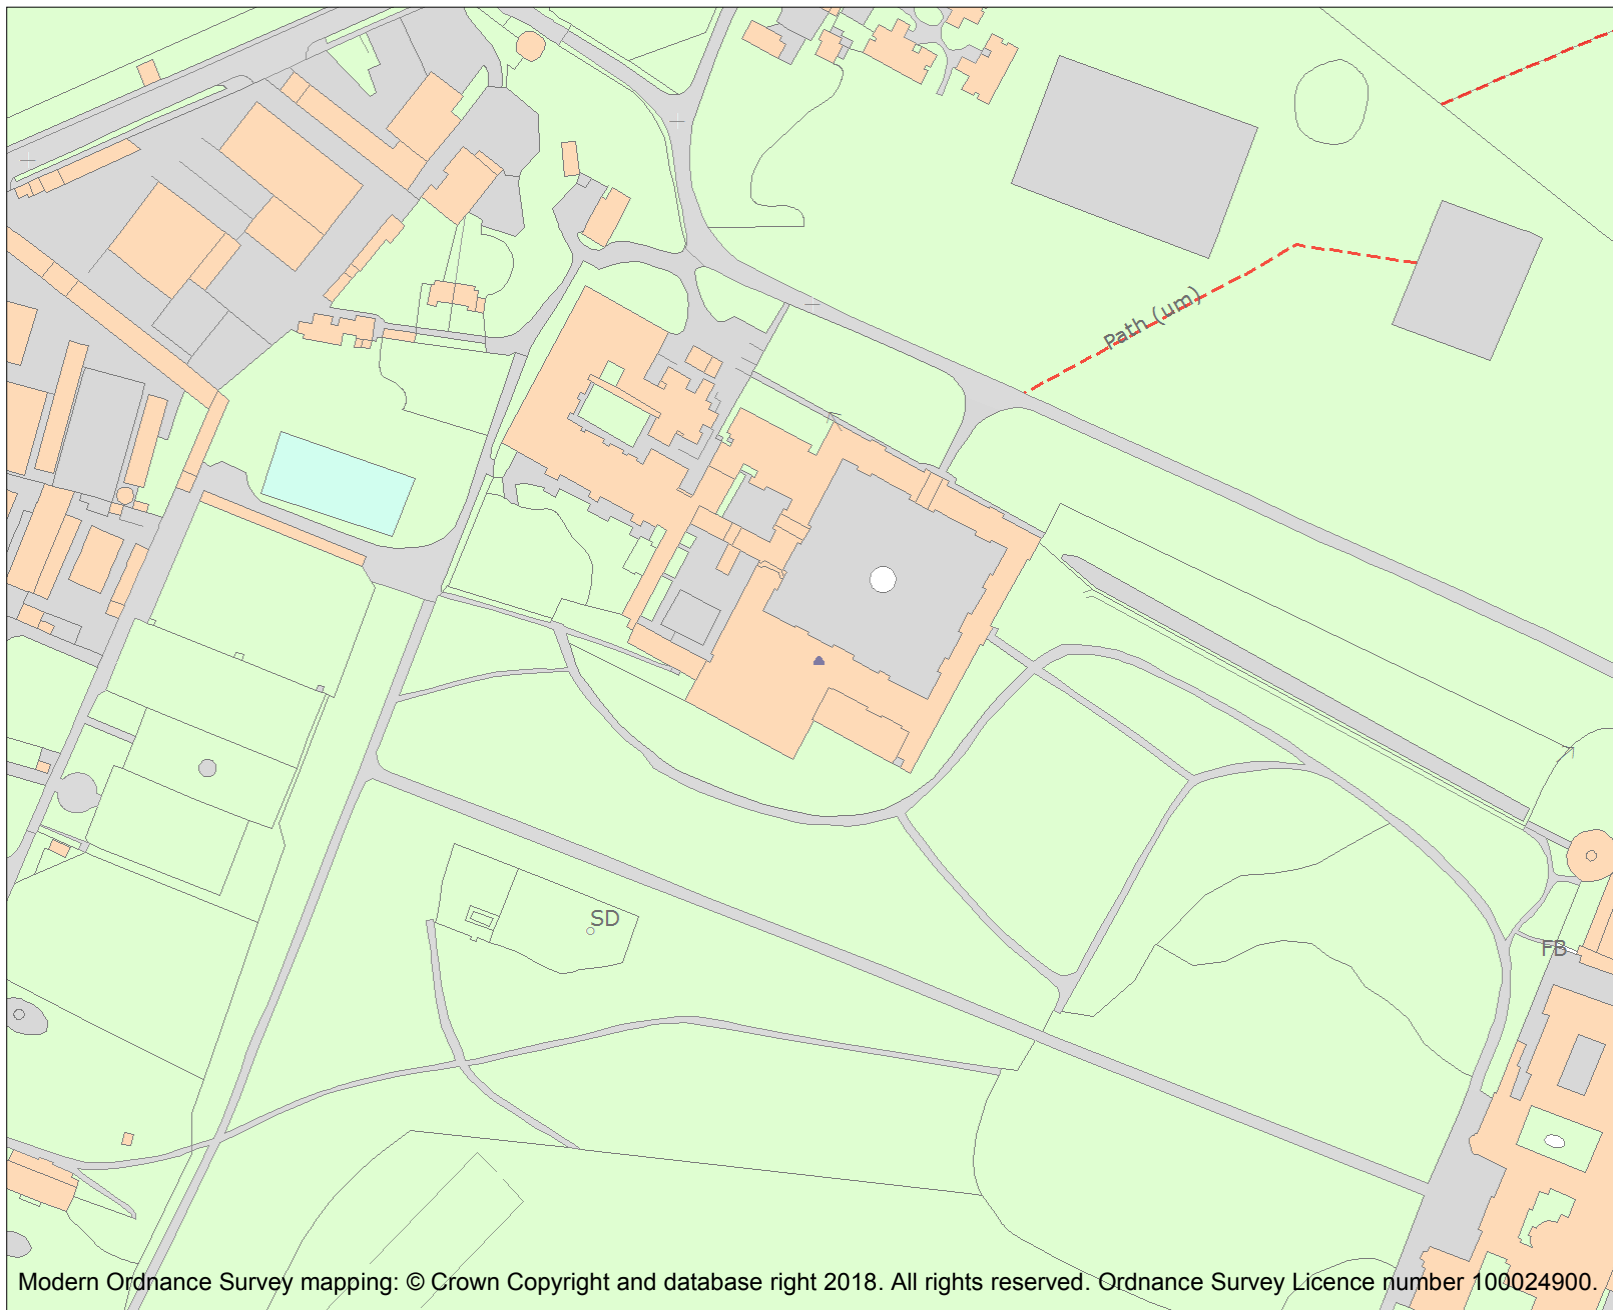 Path (um)
SD
FB
Modern Ordnance Survey mapping: © Crown Copyright and database right 2018. All rights reserved. Ordnance Survey Licence number 100024900.